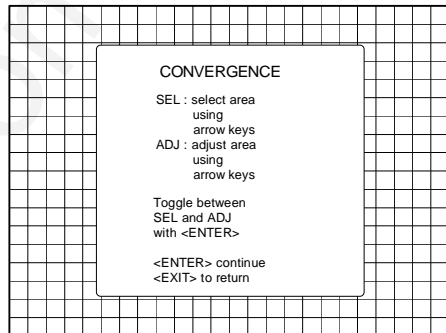 CONVERGENCE
SEL : select area
using
arrow keys
ADJ : adjust area
using
arrow keys
Toggle between
SEL and ADJ
with <ENTER>
<ENTER> continue
<EXIT> to return